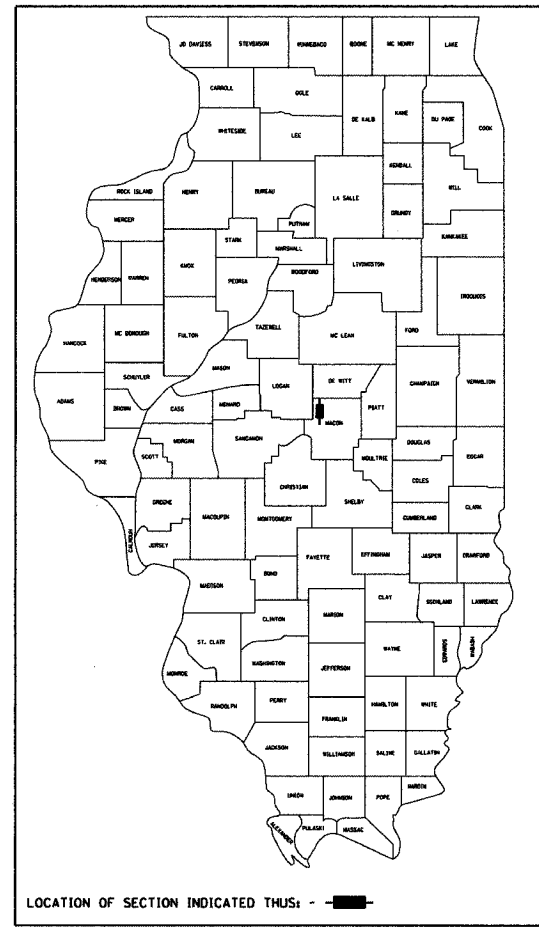 JO DAVIESS STEVENSON WINNEBAGO BOONE MC HENRY LAKE
CARROLL OGLE
DE KALB KANE DU PAGE COOK
WHITESIDE LEE
KENDALL
ROCK ISLAND HENRY BUREAU LA SALLE WILL
MERCER PUTNAM GRUNDY
STARK MARSHALL KANKAKEE
HENDERSON WARREN KNOX PEORIA WOODFORD LIVINGSTON
IROQUOIS
HANCOCK MC DONOUGH FULTON TAZEWELL MC LEAN FORD
MASON
SCHUYLER LOGAN DE WITT CHAMPAIGN VERMILION
ADAMS BROWN CASS MENARD PIATT
MACON
MORGAN SANGAMON DOUGLAS
PIKE SCOTT MOULTRIE EDGAR
CHRISTIAN COLES
GREENE SHELBY
MACOUPIN MONTGOMERY CUMBERLAND CLARK
CALHOUN JERSEY
FAYETTE EFFINGHAM JASPER CRAWFORD
MADISON BOND
CLAY LAWRENCE
CLINTON MARION
ST. CLAIR WAYNE WABASH
WASHINGTON JEFFERSON
MONROE
RANDOLPH PERRY HAMILTON WHITE
FRANKLIN
JACKSON WILLIAMSON SALINE GALLATIN
HARDIN
UNION JOHNSON POPE
ALEXANDER PULASKI MASSAC
LOCATION OF SECTION INDICATED THUS: - -